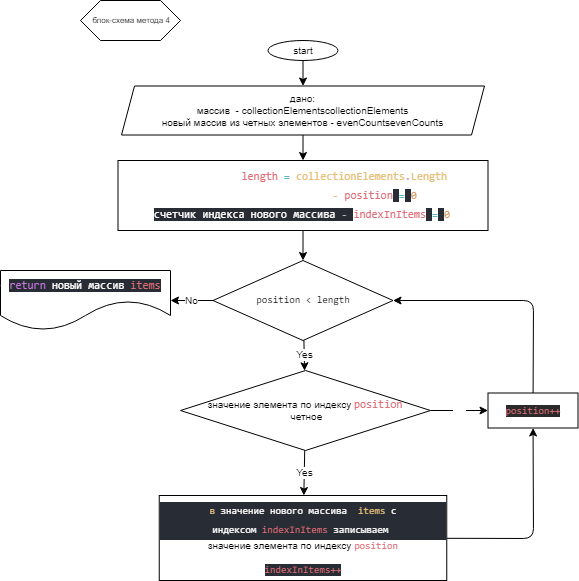 блок-схема метода 4
start
дано:
массив - collectionElementscollectionElements
новый массив из четных элементов - evenCountsevenCounts
length = collectionElements.Length
- position = 0
счетчик индекса нового массива - indexInItems = 0
position < length
No
return новый массив items
Yes
значение элемента по индексу position
четное
position++
Yes
в значение нового массива items с
индексом indexInItems записываем
значение элемента по индексу position
indexInItems++